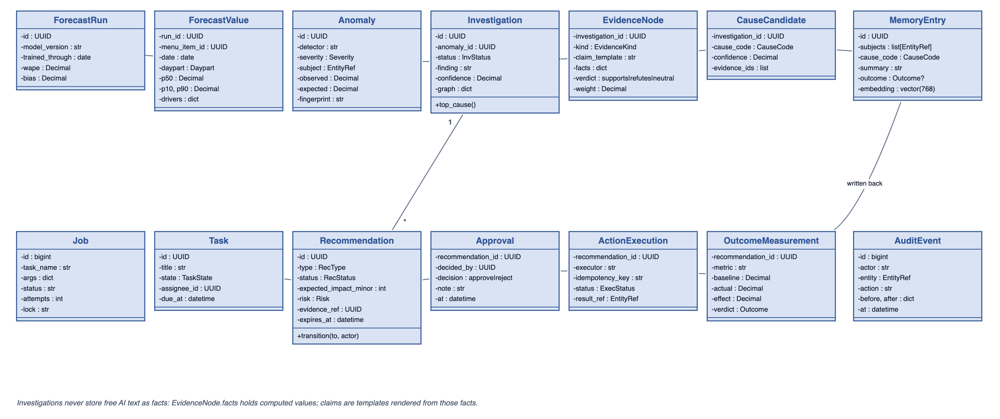 ForecastRun
-id : UUID
-model_version : str
-trained_through : date
-wape : Decimal
-bias : Decimal
ForecastValue
-run_id : UUID
-menu_item_id : UUID
-date : date
-daypart : Daypart
-p50 : Decimal
-p10, p90 : Decimal
-drivers : dict
Anomaly
-id : UUID
-detector : str
-severity : Severity
-subject : EntityRef
-observed : Decimal
-expected : Decimal
-fingerprint : str
Investigation
-id : UUID
-anomaly_id : UUID
-status : InvStatus
-finding : str
-confidence : Decimal
-graph : dict
+top_cause()
EvidenceNode
-investigation_id : UUID
-kind : EvidenceKind
-claim_template : str
-facts : dict
-verdict : supports|refutes|neutral
-weight : Decimal
CauseCandidate
-investigation_id : UUID
-cause_code : CauseCode
-confidence : Decimal
-evidence_ids : list
MemoryEntry
-id : UUID
-subjects : list[EntityRef]
-cause_code : CauseCode
-summary : str
-outcome : Outcome?
-embedding : vector(768)
1
written back
*
Job
-id : bigint
-task_name : str
-args : dict
-status : str
-attempts : int
-lock : str
Task
-id : UUID
-title : str
-state : TaskState
-assignee_id : UUID
-due_at : datetime
Recommendation
-id : UUID
-type : RecType
-status : RecStatus
-expected_impact_minor : int
-risk : Risk
-evidence_ref : UUID
-expires_at : datetime
+transition(to, actor)
Approval
-recommendation_id : UUID
-decided_by : UUID
-decision : approve|reject
-note : str
-at : datetime
ActionExecution
-recommendation_id : UUID
-executor : str
-idempotency_key : str
-status : ExecStatus
-result_ref : EntityRef
OutcomeMeasurement
-recommendation_id : UUID
-metric : str
-baseline : Decimal
-actual : Decimal
-effect : Decimal
-verdict : Outcome
AuditEvent
-id : bigint
-actor : str
-entity : EntityRef
-action : str
-before, after : dict
-at : datetime
Investigations never store free AI text as facts: EvidenceNode.facts holds computed values; claims are templates rendered from those facts.